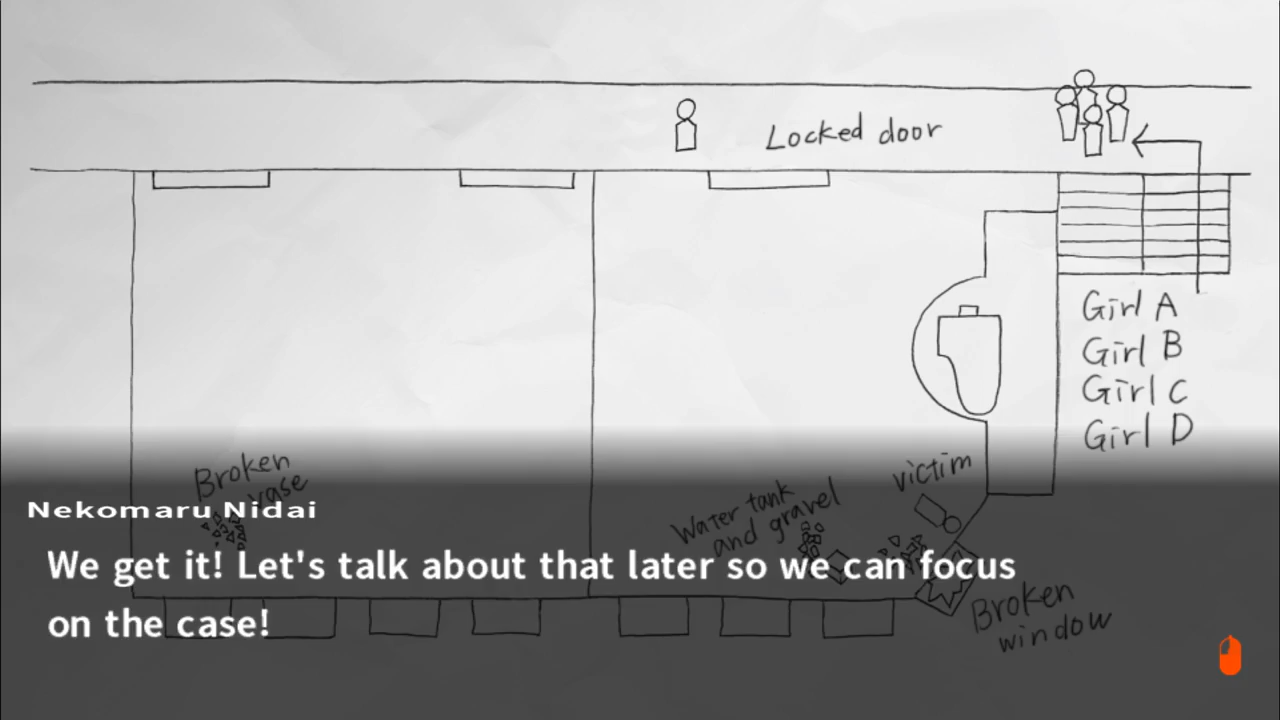 Locked door
Girl A
Girl B
Girl C
Girl D
Broken
vase
Water tank
and gravel
victim
Broken
window
Nekomaru Nidai
We get it! Let's talk about that later so we can focus
on the case!